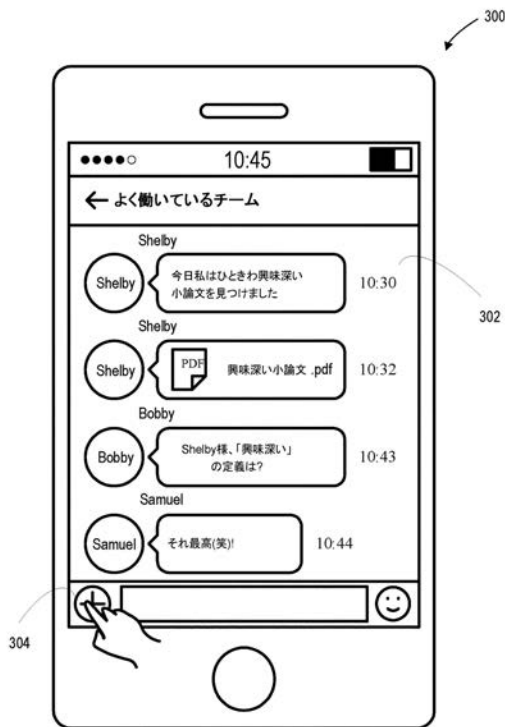 300
10:45
← よく働いているチーム
Shelby
Shelby
今日私はひときわ興味深い
小論文を見つけました
10:30
302
Shelby
Shelby
PDF
興味深い小論文 .pdf
10:32
Bobby
Bobby
Shelby様、「興味深い」
の定義は?
10:43
Samuel
Samuel
それ最高(笑)!
10:44
304